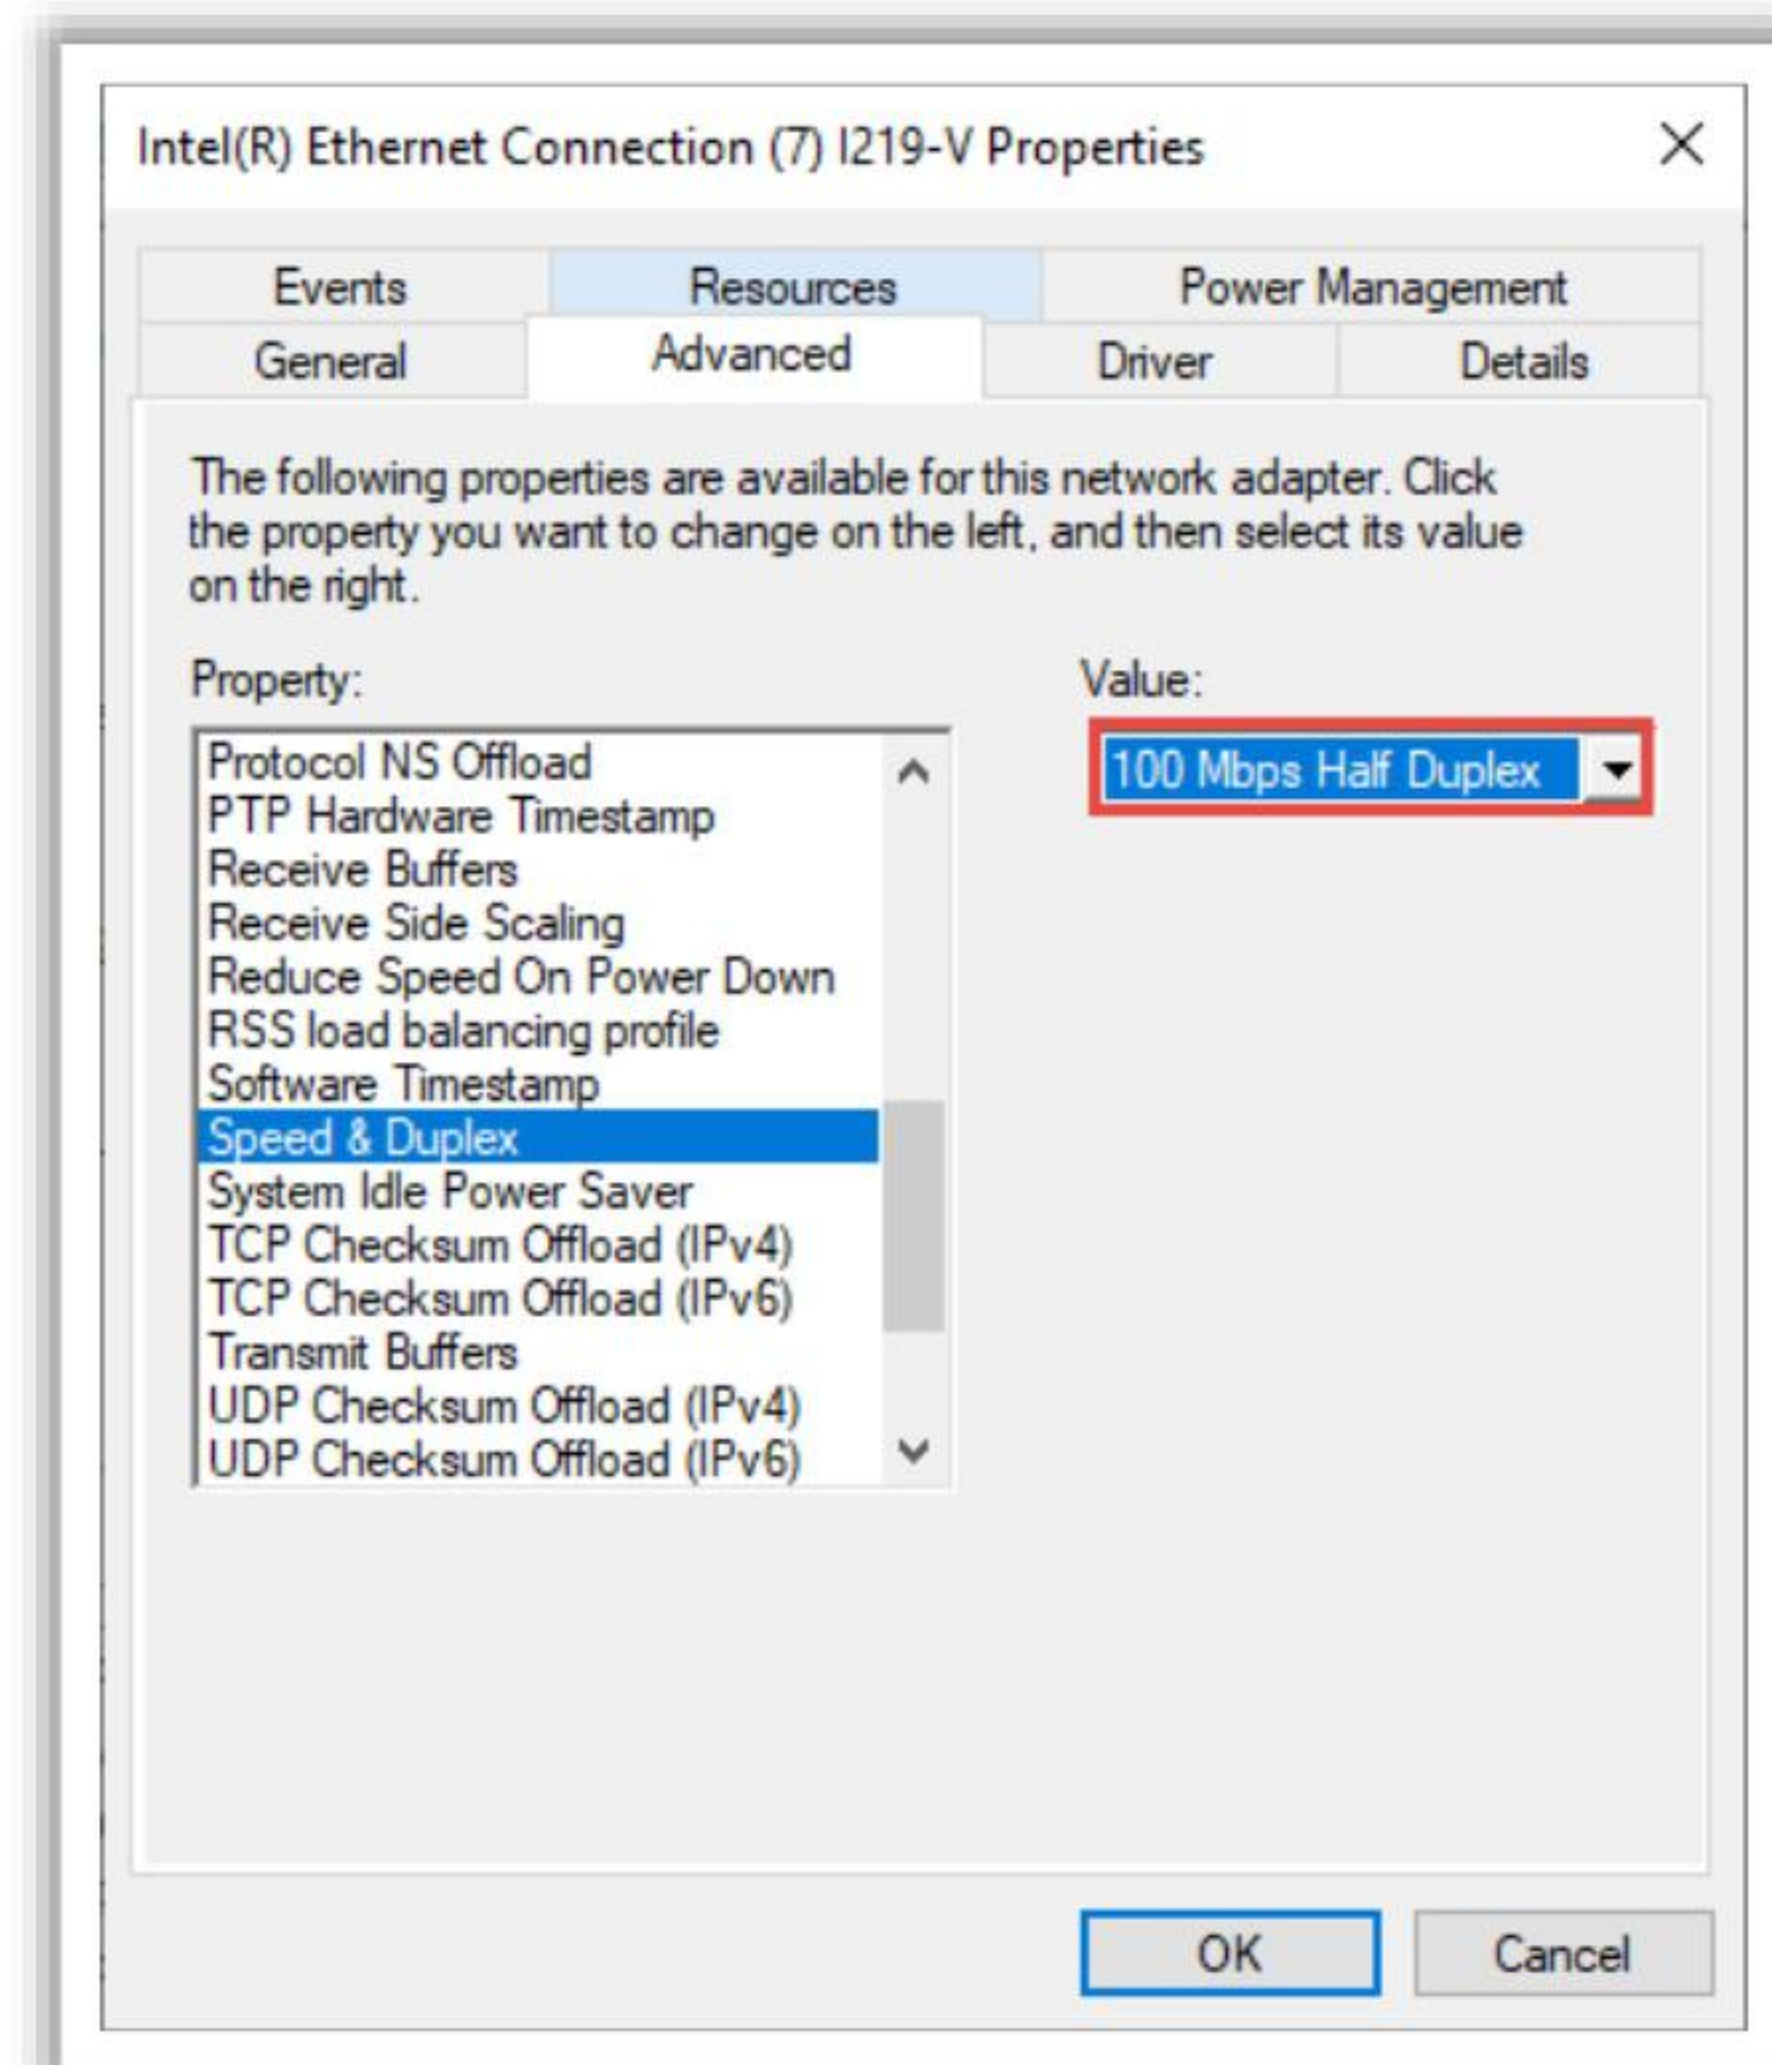 Intel(R) Ethernet Connection (7) I219-V Properties
Events Resources Power Management
General Advanced Driver Details
The following properties are available for this network adapter. Click
the property you want to change on the left, and then select its value
on the right.
Property: Value:
Protocol NS Offload
100 Mbps Half Duplex
PTP Hardware Timestamp
Receive Buffers
Receive Side Scaling
Reduce Speed On Power Down
RSS load balancing profile
Software Timestamp
Speed & Duplex
System Idle Power Saver
TCP Checksum Offload (IPv4)
TCP Checksum Offload (IPv6)
Transmit Buffers
UDP Checksum Offload (IPv4)
UDP Checksum Offload (IPv6)
OK Cancel